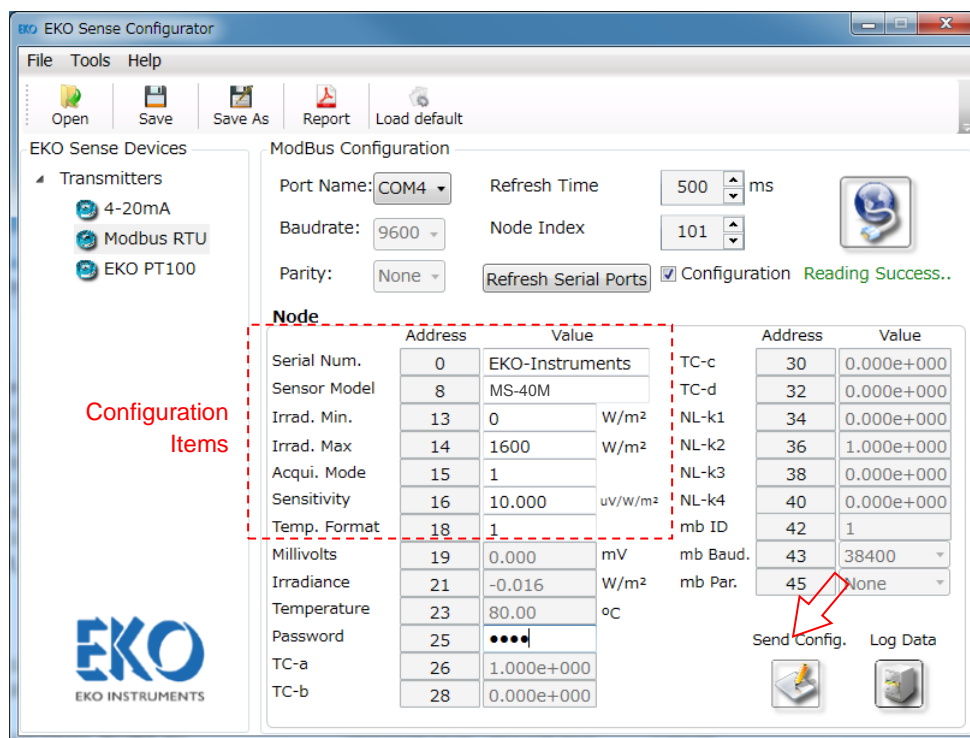 EKO EKO Sense Configurator
File Tools Help
Open Save Save As Report Load default
EKO Sense Devices
Transmitters
4-20mA
Modbus RTU
EKO PT100
ModBus Configuration
Port Name: COM4 Refresh Time 500 ms
Baudrate: 9600 Node Index 101
Parity: None Refresh Serial Ports Configuration Reading Success..
Node
Address Value Address Value
Serial Num. 0 EKO-Instruments TC-c 30 0.000e+000
Sensor Model 8 MS-40M TC-d 32 0.000e+000
Irrad. Min. 13 0 W/m² NL-k1 34 0.000e+000
Irrad. Max 14 1600 W/m² NL-k2 36 1.000e+000
Acqui. Mode 15 1 NL-k3 38 0.000e+000
Sensitivity 16 10.000 uV/W/m² NL-k4 40 0.000e+000
Temp. Format 18 1 mb ID 42 1
Millivolts 19 0.000 mV mb Baud. 43 38400
Irradiance 21 -0.016 W/m² mb Par. 45 None
Temperature 23 80.00 ºC
Password 25 ●●●● Send Config. Log Data
TC-a 26 1.000e+000
TC-b 28 0.000e+000
Configuration
Items
EKO
EKO INSTRUMENTS